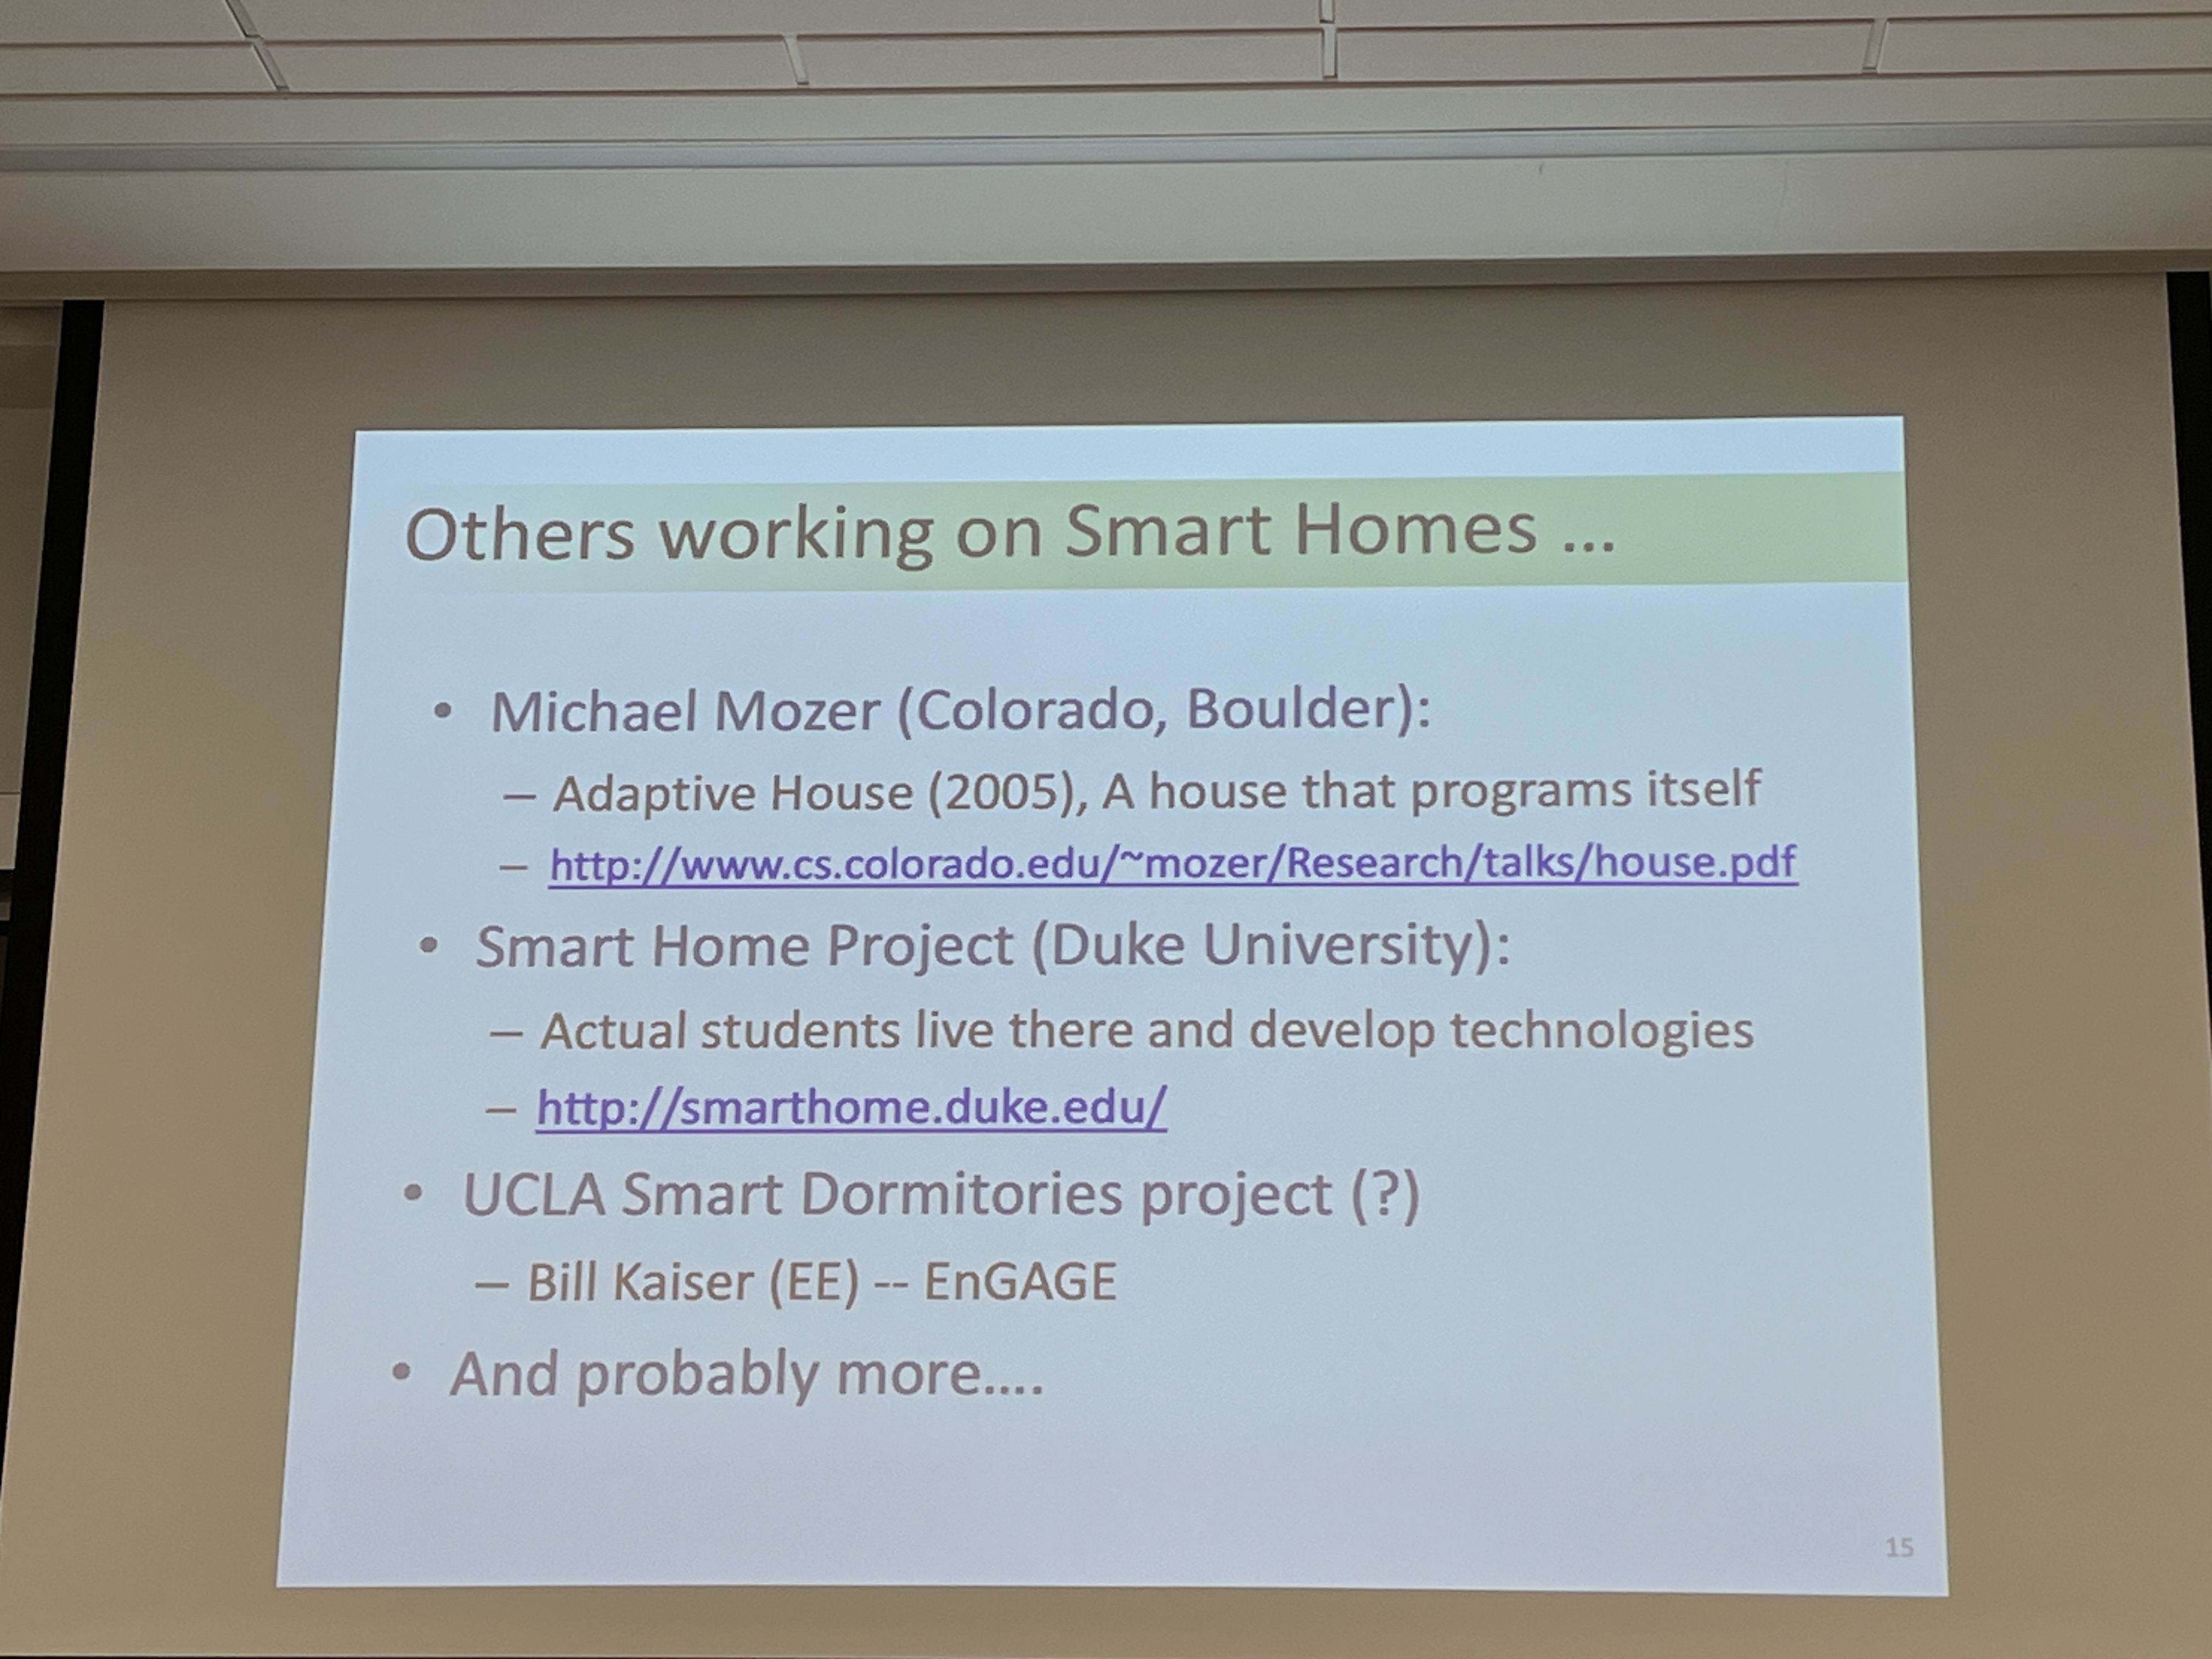 Others working on Smart Homes ...
• Michael Mozer (Colorado, Boulder):
– Adaptive House (2005), A house that programs itself
– http://www.cs.colorado.edu/~mozer/Research/talks/house.pdf
• Smart Home Project (Duke University):
– Actual students live there and develop technologies
– http://smarthome.duke.edu/
• UCLA Smart Dormitories project (?)
– Bill Kaiser (EE) -- EnGAGE
• And probably more....
15